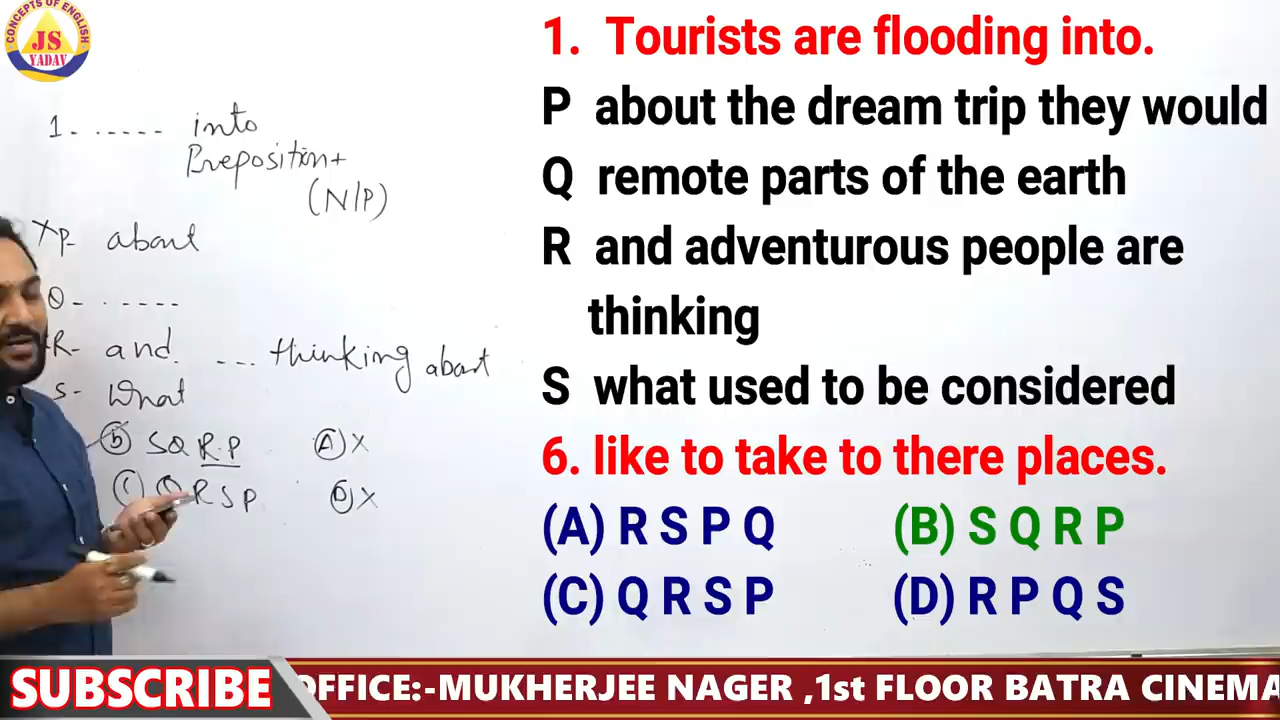 CONCEPTS OF ENGLISH
JS
YADAV
1. ...... into
Preposition+
(N/P)
XP- about
Q- ......
R- and ... thinking about
S- What
(b) SQ R.P (A) X
(c) Q R S P (D) X
1. Tourists are flooding into.
P about the dream trip they would
Q remote parts of the earth
R and adventurous people are
thinking
S what used to be considered
6. like to take to there places.
(A) R S P Q (B) S Q R P
(C) Q R S P (D) R P Q S
SUBSCRIBE
OFFICE:-MUKHERJEE NAGER ,1st FLOOR BATRA CINEMA